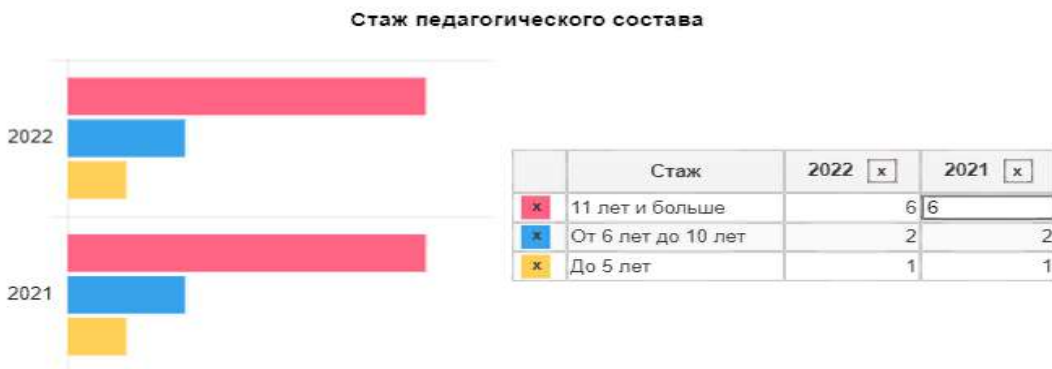 Стаж педагогического состава
2022
2021
Стаж 2022 x 2021 x
x 11 лет и больше 6 6
x От 6 лет до 10 лет 2 2
x До 5 лет 1 1